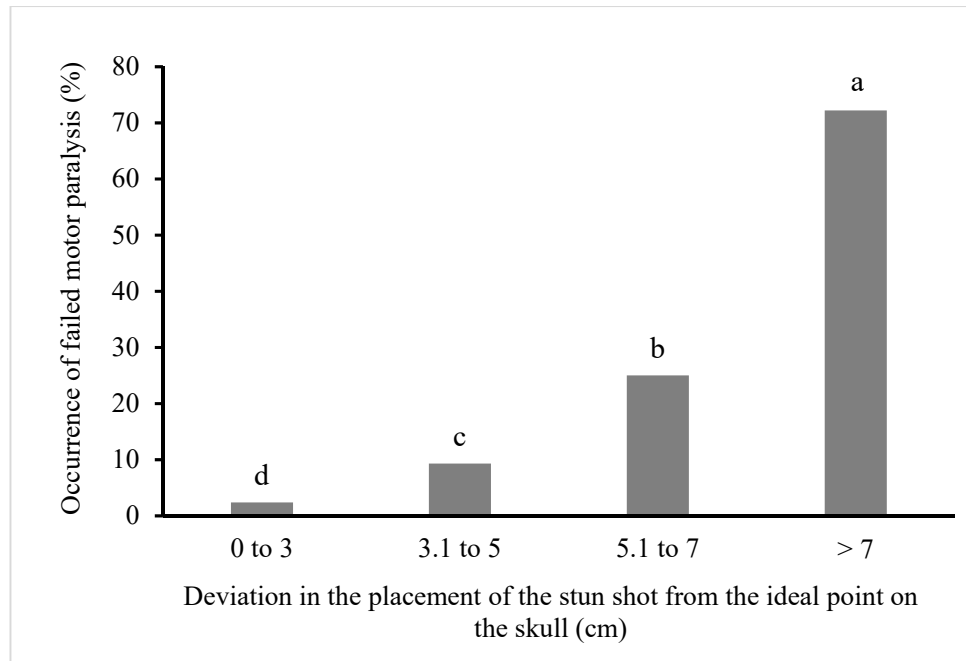 Occurrence of failed motor paralysis (%)
80
70
60
50
40
30
20
10
0
a
b
c
d
0 to 3
3.1 to 5
5.1 to 7
> 7
Deviation in the placement of the stun shot from the ideal point on
the skull (cm)